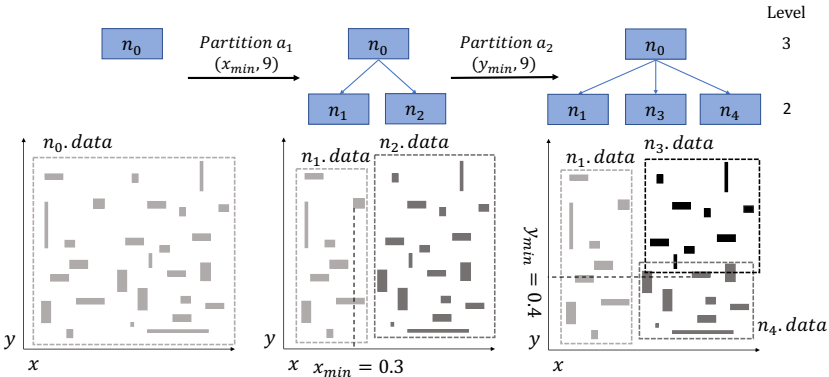 Level
n0 Partition a1 n0 Partition a2 n0 3
(xmin, 9) (ymin, 9)
n1 n2 n1 n3 n4 2
n0.data n1.data n2.data n1.data n3.data
ymin = 0.4
n4.data
y y y
x x xmin = 0.3 x